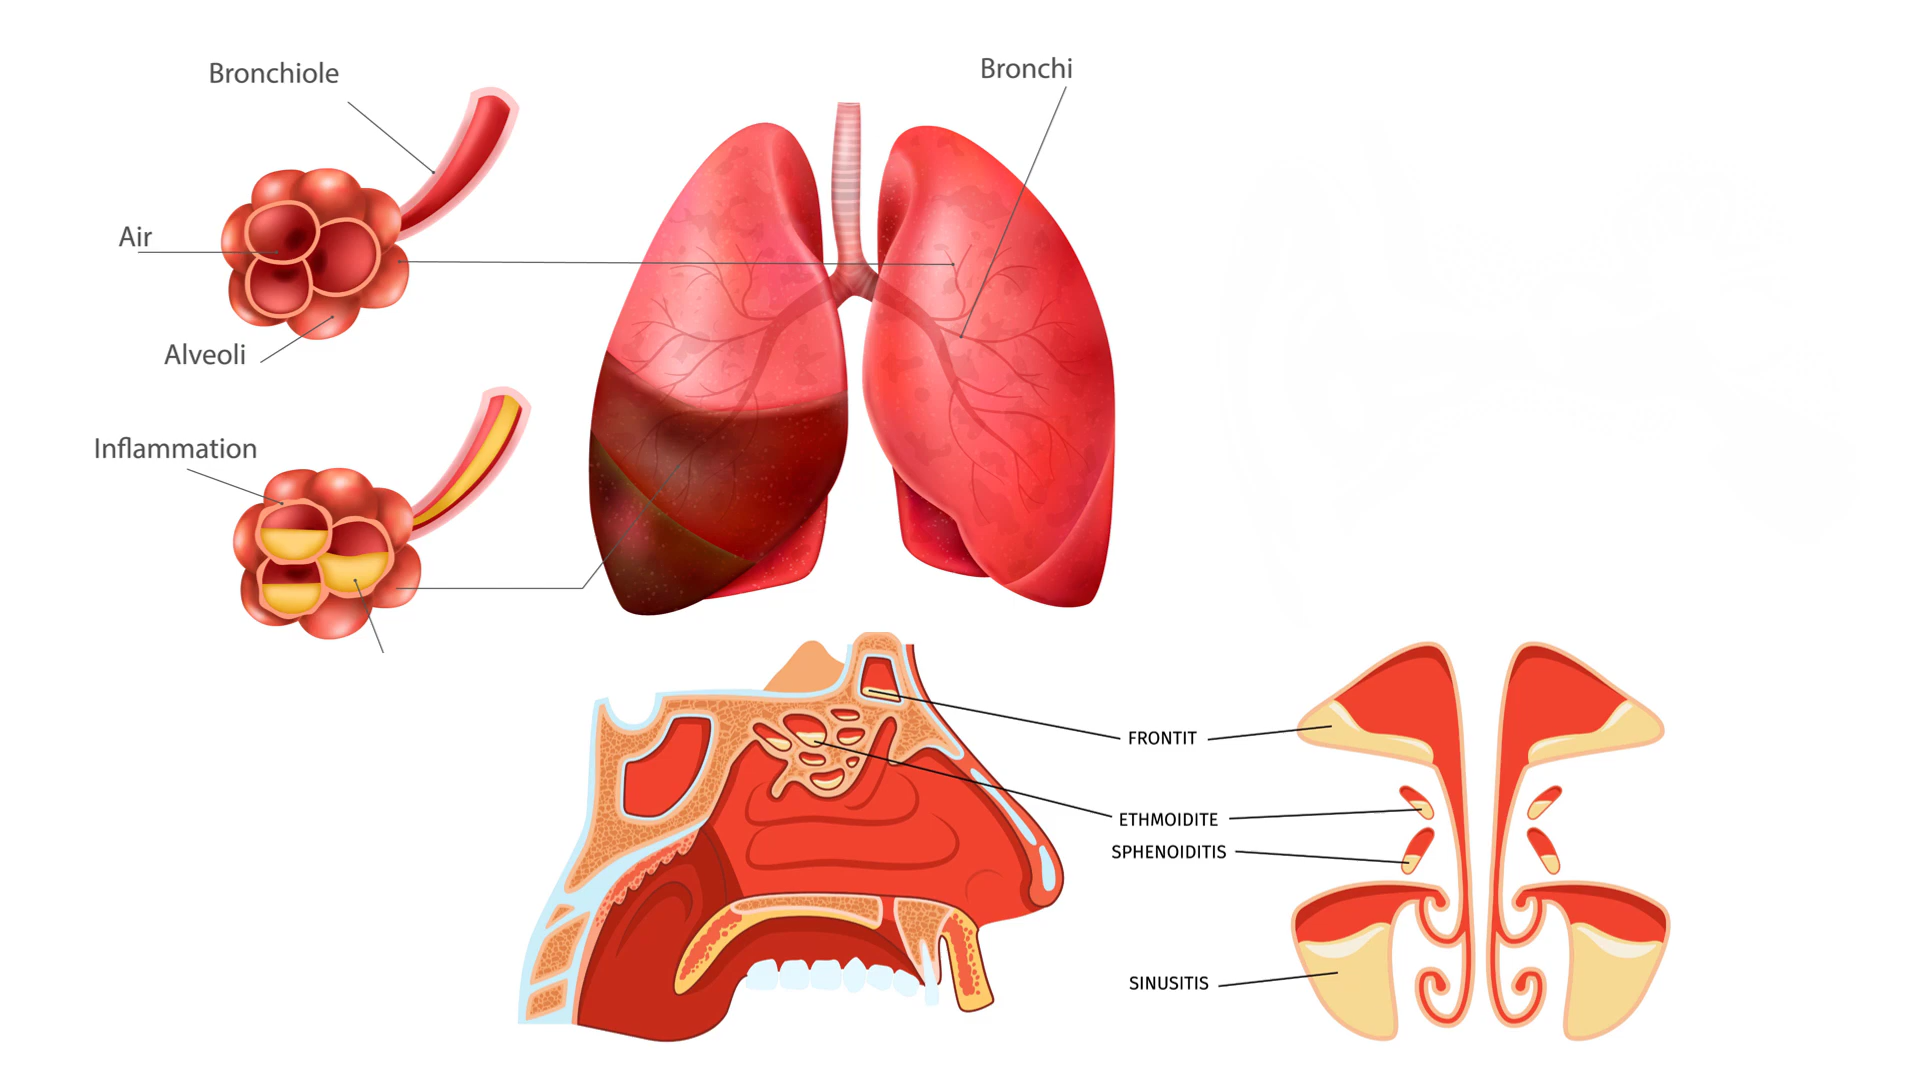 Bronchiole
Bronchi
Air
Alveoli
Inflammation
FRONTIT
ETHMOIDITE
SPHENOIDITIS
SINUSITIS